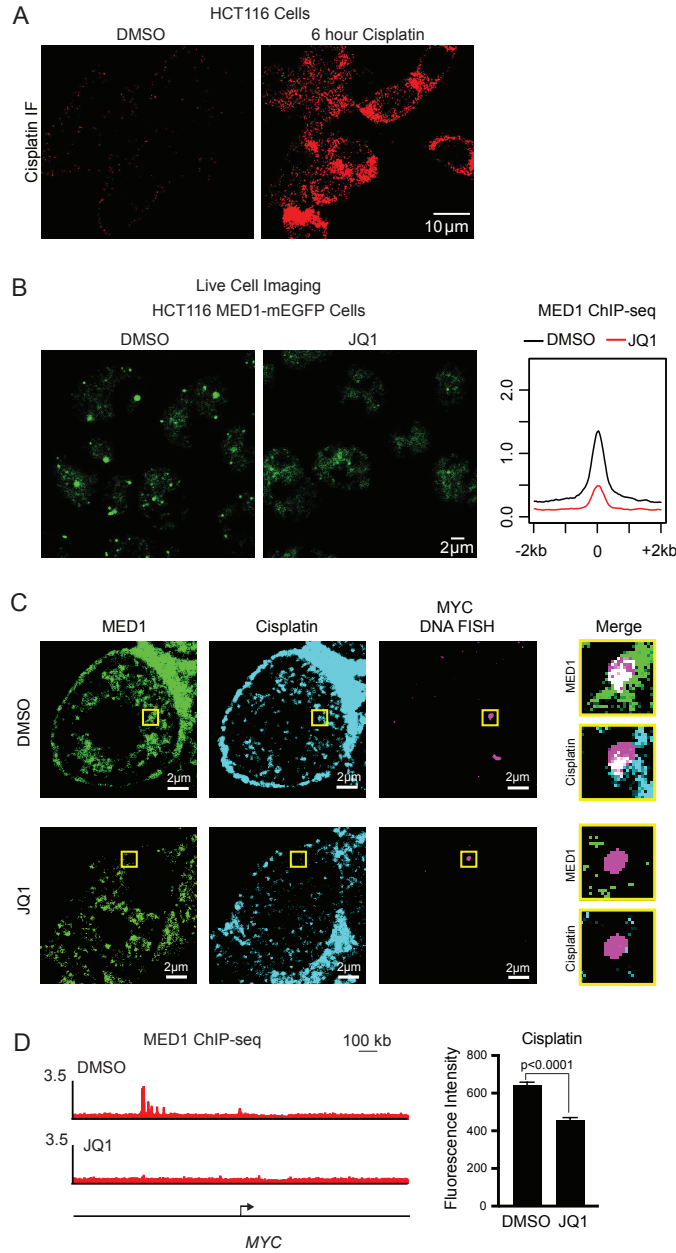 A
HCT116 Cells
DMSO
6 hour Cisplatin
Cisplatin IF
10 µm
B
Live Cell Imaging
HCT116 MED1-mEGFP Cells
MED1 ChIP-seq
DMSO
JQ1
DMSO
JQ1
2.0
1.0
0.0
2µm
-2kb
0
+2kb
C
MED1
Cisplatin
MYC
DNA FISH
Merge
DMSO
2µm
2µm
2µm
MED1
Cisplatin
JQ1
2µm
2µm
2µm
MED1
Cisplatin
D
MED1 ChIP-seq
100 kb
3.5
DMSO
3.5
JQ1
MYC
Cisplatin
p<0.0001
Fluorescence Intensity
800
600
400
200
0
DMSO
JQ1